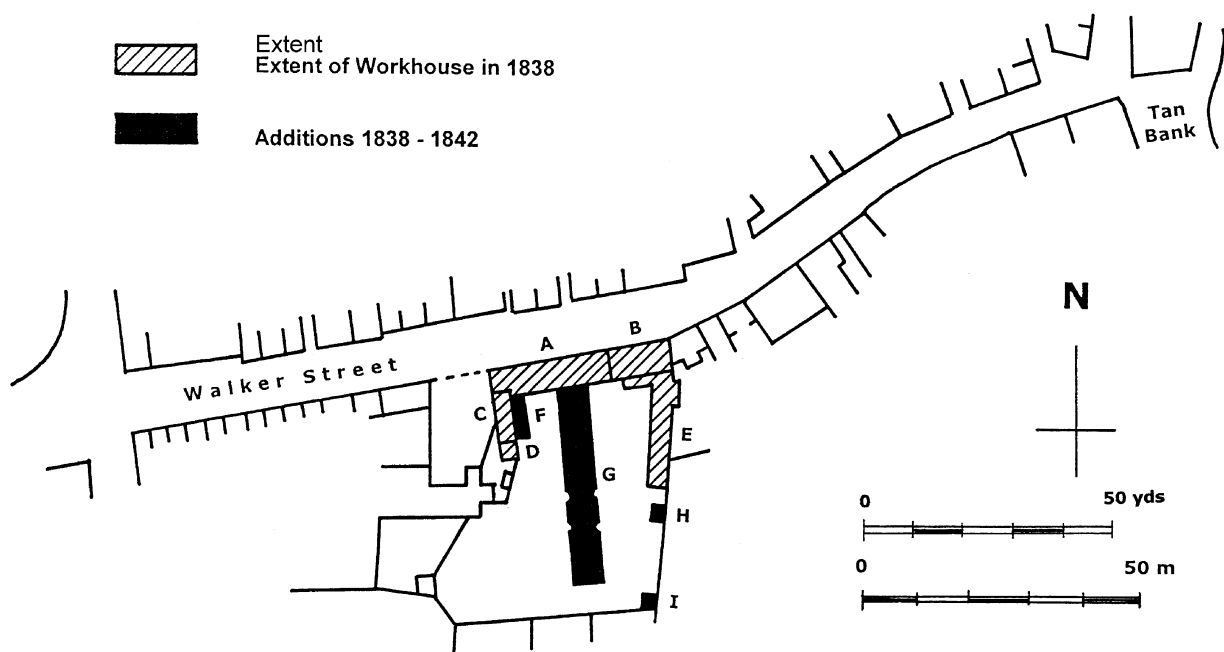 Extent
Extent of Workhouse in 1838
Additions 1838 - 1842
Tan
Bank
N
B
A
Walker Street
C
F
E
D
G
H
I
0
50 yds
0
50 m